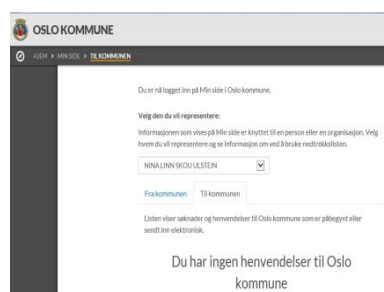 OSLO KOMMUNE
HJEM › MIN SIDE › TIL KOMMUNEN
Du er nå logget inn på Min side i Oslo kommune.
Velg den du vil representere:
Informasjonen som vises på Min side er knyttet til en person eller en organisasjon. Velg
hvem du vil representere og se informasjon om ved å bruke nedtrekkslisten.
NINA LINN SKOU ULSTEIN
Fra kommunen Til kommunen
Listen viser søknader og henvendelser til Oslo kommune som er påbegynt eller
sendt inn elektronisk.
Du har ingen henvendelser til Oslo
kommune